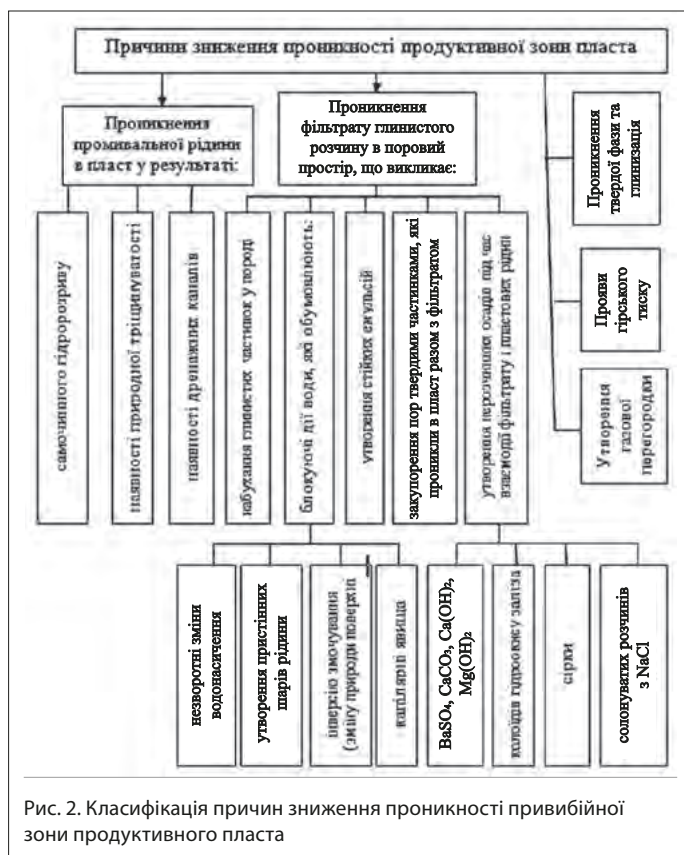 Причини зниження проникності продуктивної зони пласта
Проникнення
промивальної рідини
в пласт у результаті:
Проникнення
фільтрату глинистого
розчину в поровий
простір, що викликає:
Проникнення
твердої фази та
глинизація
Прояви
гірського
тиску
Утворення
газової
перегородки
самочинного гідророзриву
наявності природної тріщинуватості
наявності дренажних каналів
набухання глинистих частинок у породі
блокуючі дії води, які обумовлюють:
утворення стійких емульсій
закупорення пор твердими частинками, які
проникли в пласт разом з фільтратом
утворення нерозчинних осадів під час
взаємодії фільтрату і пластових рідин
незворотні зміни
водонасичення
утворення пристінних
шарів рідини
інверсію змочування
(зміну природи поверхні)
капілярні явища
BaSO₄, CaCO₃, Ca(OH)₂,
Mg(OH)₂
колоїдів гідроокису заліза
сірки
солонуватих розчинів
з NaCl
Рис. 2. Класифікація причин зниження проникності привибійної
зони продуктивного пласта